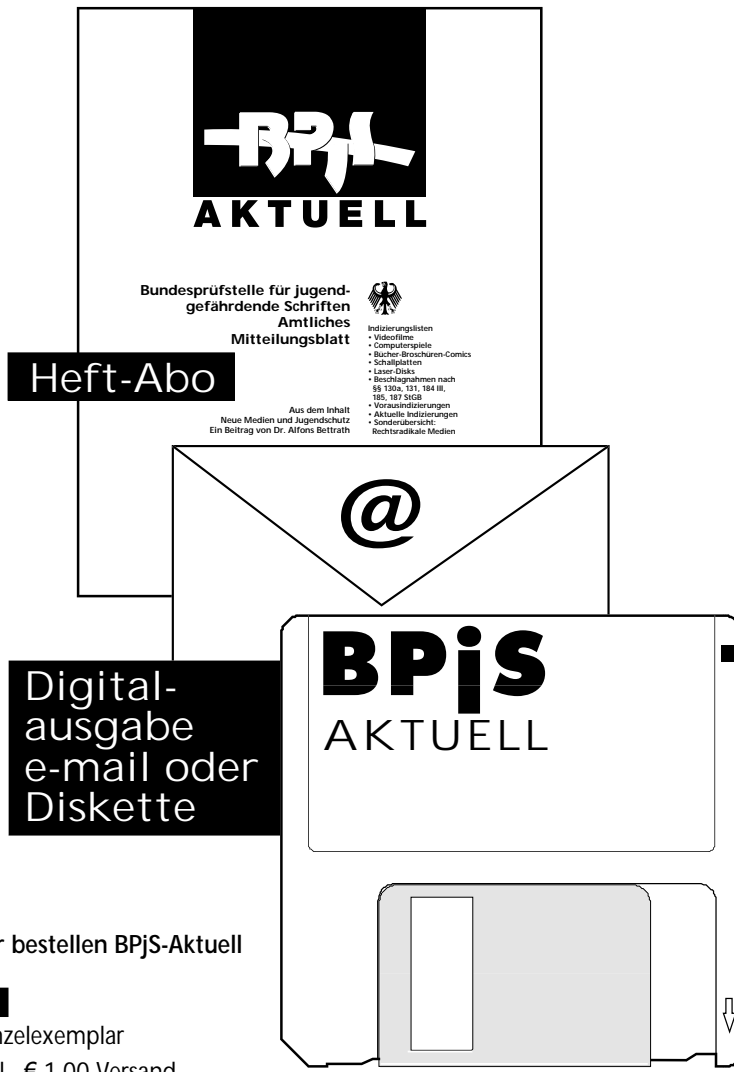 BPjS
AKTUELL
Bundesprüfstelle für jugend-
gefährdende Schriften
Amtliches
Mitteilungsblatt
Indizierungslisten
• Videofilme
• Computerspiele
• Bücher-Broschüren-Comics
• Schallplatten
• Laser-Disks
• Beschlagnahmen nach
§§ 130a, 131, 184 III,
185, 187 StGB
• Vorausindizierungen
• Aktuelle Indizierungen
• Sonderübersicht:
Rechtsradikale Medien
Aus dem Inhalt
Neue Medien und Jugendschutz
Ein Beitrag von Dr. Alfons Bettrath
Heft-Abo
@
Digital-
ausgabe
e-mail oder
Diskette
BPjS
AKTUELL
bestellen BPjS-Aktuell
€ 1,00 Versand